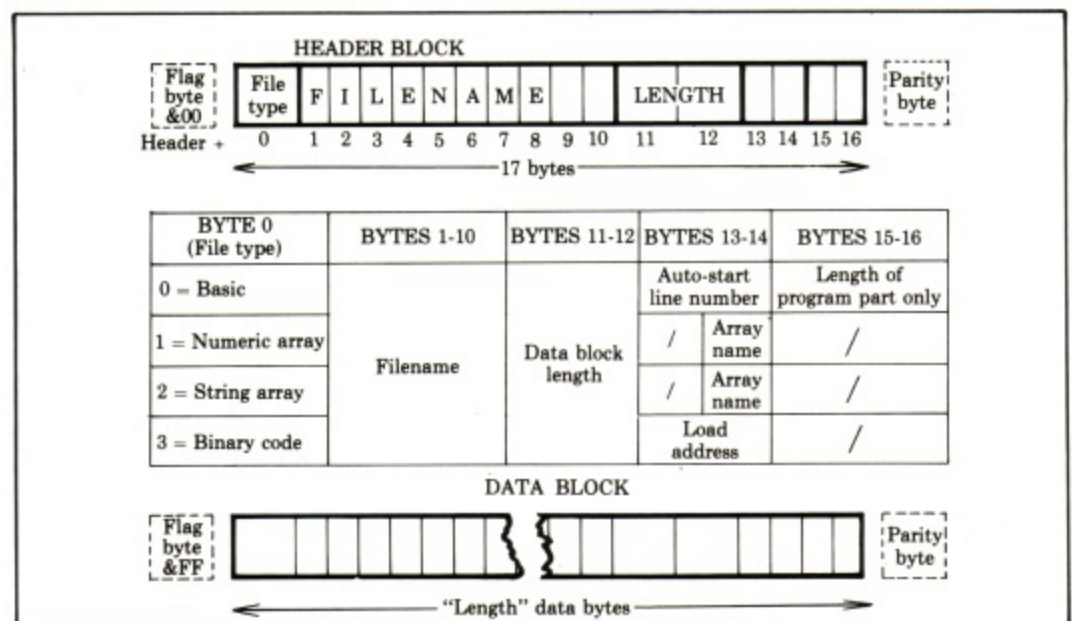 HEADER BLOCK
Flag byte &00
File type
F I L E N A M E
LENGTH
Parity byte
Header + 0 1 2 3 4 5 6 7 8 9 10 11 12 13 14 15 16
17 bytes
BYTE 0 (File type)
BYTES 1-10
BYTES 11-12
BYTES 13-14
BYTES 15-16
0 = Basic
Filename
Data block length
Auto-start line number
Length of program part only
1 = Numeric array
/
Array name
/
2 = String array
/
Array name
/
3 = Binary code
Load address
/
DATA BLOCK
Flag byte &FF
Parity byte
"Length" data bytes